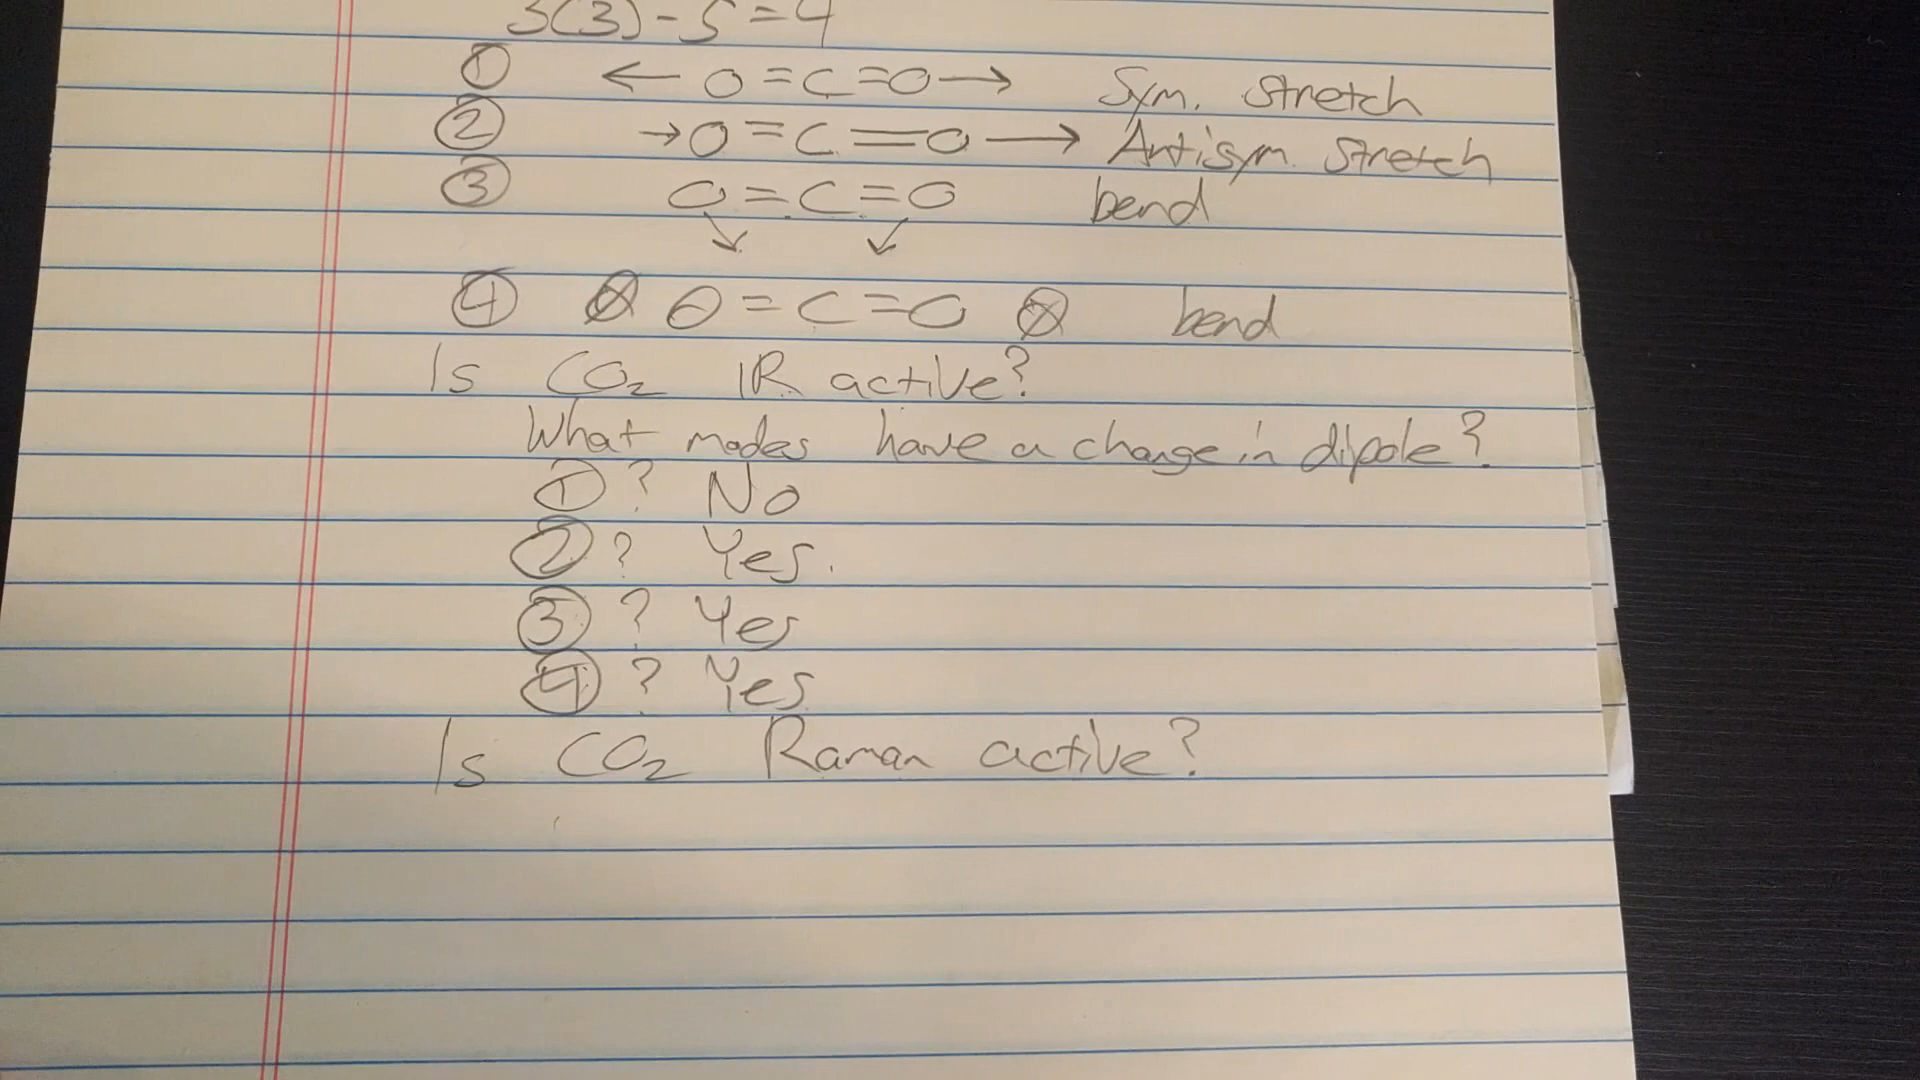 3(3)-5=4
① ← O=C=O → Sym. Stretch
② →O=C=O → Antisym. Stretch
③ O=C=O bend
↘ ↙
④ ⊗ O=C=O ⊗ bend
Is CO₂ IR active?
What modes have a change in dipole?
①? No
②? Yes.
③? Yes
④? Yes
Is CO₂ Raman active?